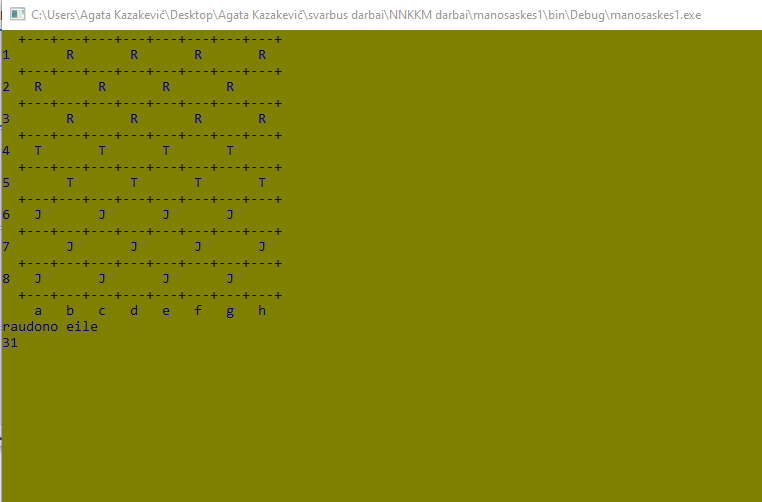 C:\Users\Agata Kazakevič\Desktop\Agata Kazakevič\svarbus darbai\NNKKM darbai\manosaskes1\bin\Debug\manosaskes1.exe
  +---+---+---+---+---+---+---+---+
1       R       R       R       R
  +---+---+---+---+---+---+---+---+
2   R       R       R       R
  +---+---+---+---+---+---+---+---+
3       R       R       R       R
  +---+---+---+---+---+---+---+---+
4   T       T       T       T
  +---+---+---+---+---+---+---+---+
5       T       T       T       T
  +---+---+---+---+---+---+---+---+
6   J       J       J       J
  +---+---+---+---+---+---+---+---+
7       J       J       J       J
  +---+---+---+---+---+---+---+---+
8   J       J       J       J
  +---+---+---+---+---+---+---+---+
    a   b   c   d   e   f   g   h
raudono eile
31